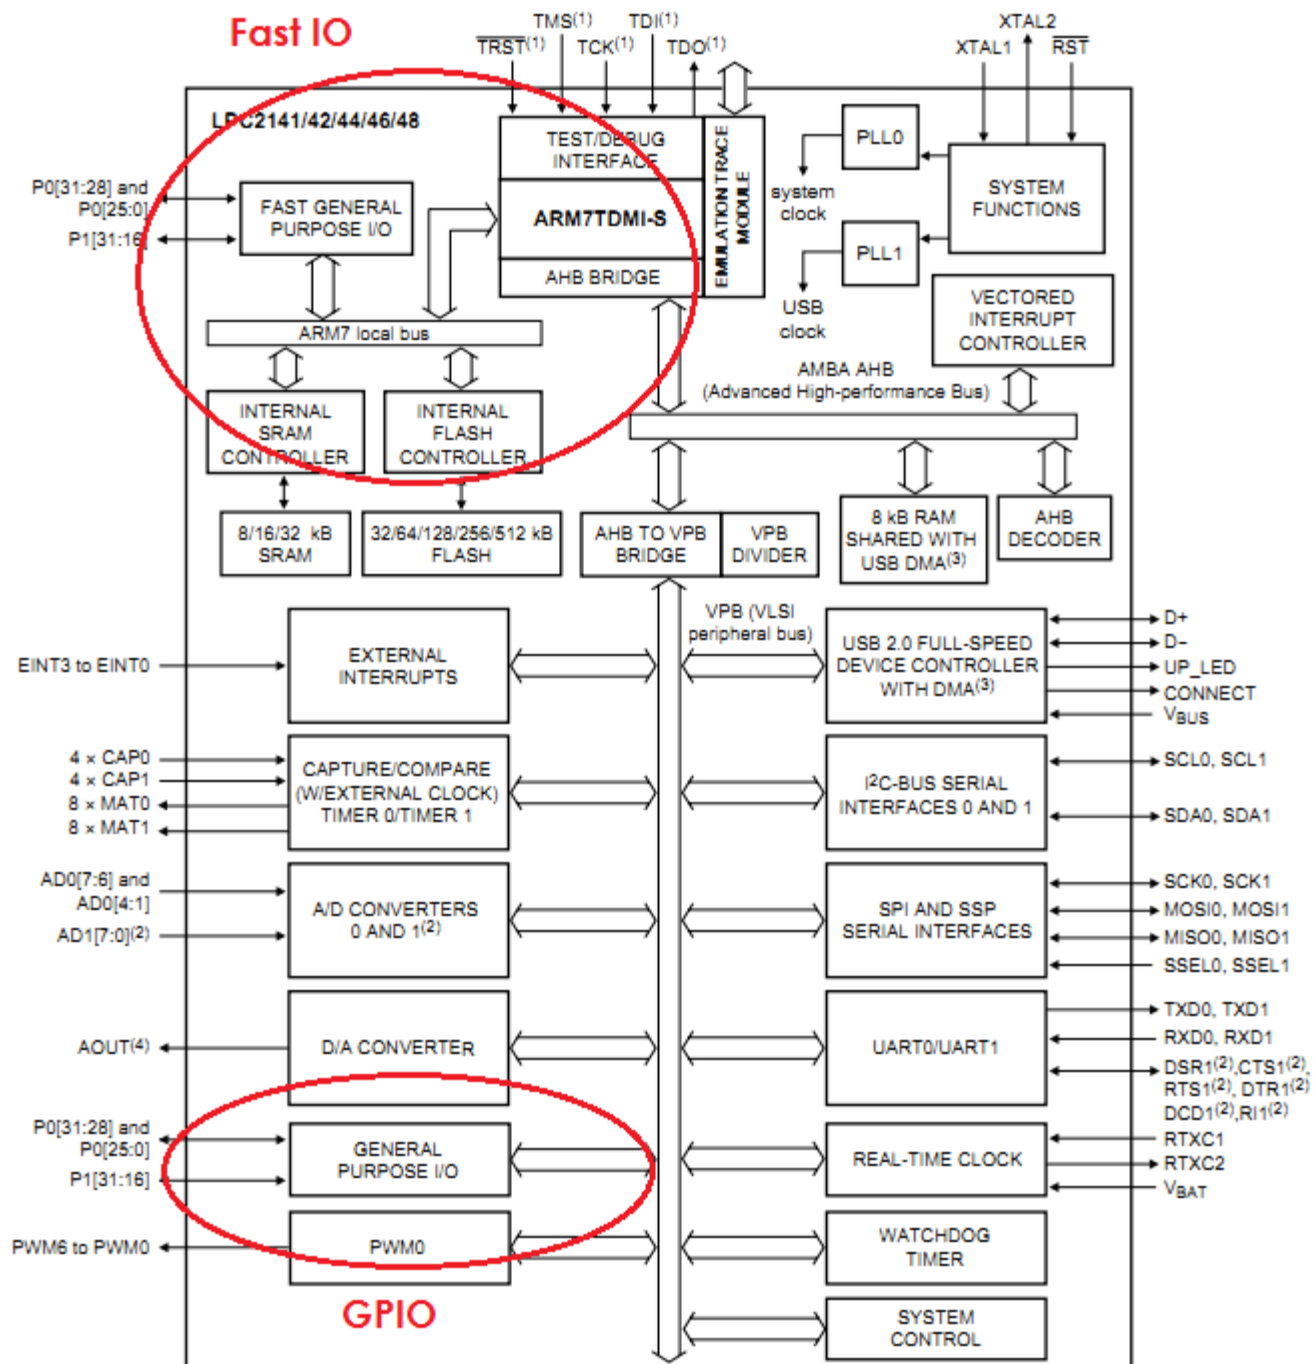 Fast IO
TMS(1)
TDI(1)
XTAL2
TRST(1)
TCK(1)
TDO(1)
XTAL1
RST
LPC2141/42/44/46/48
TEST/DEBUG
INTERFACE
ARM7TDMI-S
AHB BRIDGE
EMULATION TRACE
MODULE
PLL0
system
clock
SYSTEM
FUNCTIONS
PLL1
USB
clock
P0[31:28] and
P0[25:0]
P1[31:16]
FAST GENERAL
PURPOSE I/O
VECTORED
INTERRUPT
CONTROLLER
ARM7 local bus
AMBA AHB
(Advanced High-performance Bus)
INTERNAL
SRAM
CONTROLLER
INTERNAL
FLASH
CONTROLLER
8/16/32 kB
SRAM
32/64/128/256/512 kB
FLASH
AHB TO VPB
BRIDGE
VPB
DIVIDER
8 kB RAM
SHARED WITH
USB DMA(3)
AHB
DECODER
VPB (VLSI
peripheral bus)
EINT3 to EINT0
EXTERNAL
INTERRUPTS
USB 2.0 FULL-SPEED
DEVICE CONTROLLER
WITH DMA(3)
D+
D−
UP_LED
CONNECT
VBUS
4 × CAP0
4 × CAP1
8 × MAT0
8 × MAT1
CAPTURE/COMPARE
(W/EXTERNAL CLOCK)
TIMER 0/TIMER 1
I2C-BUS SERIAL
INTERFACES 0 AND 1
SCL0, SCL1
SDA0, SDA1
AD0[7:6] and
AD0[4:1]
AD1[7:0](2)
A/D CONVERTERS
0 AND 1(2)
SPI AND SSP
SERIAL INTERFACES
SCK0, SCK1
MOSI0, MOSI1
MISO0, MISO1
SSEL0, SSEL1
AOUT(4)
D/A CONVERTER
UART0/UART1
TXD0, TXD1
RXD0, RXD1
DSR1(2),CTS1(2),
RTS1(2), DTR1(2)
DCD1(2),RI1(2)
P0[31:28] and
P0[25:0]
P1[31:16]
GENERAL
PURPOSE I/O
REAL-TIME CLOCK
RTXC1
RTXC2
VBAT
PWM6 to PWM0
PWM0
WATCHDOG
TIMER
GPIO
SYSTEM
CONTROL